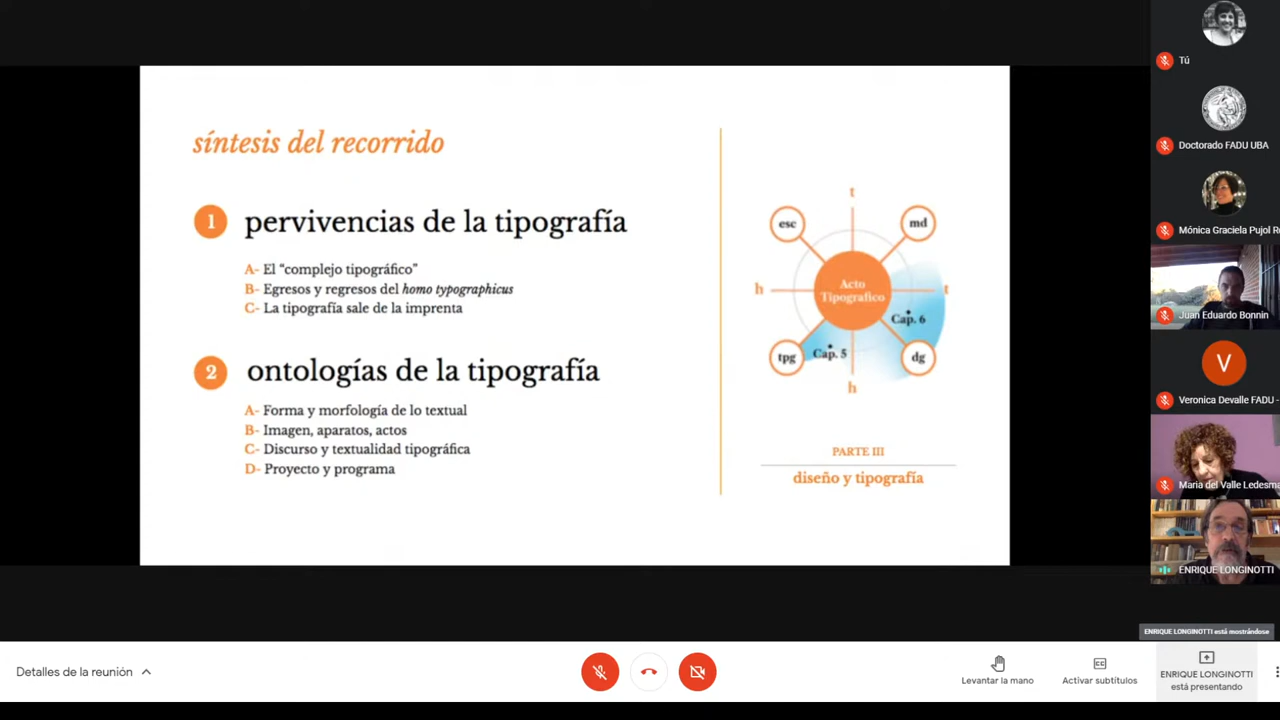 síntesis del recorrido
1 pervivencias de la tipografía
A- El “complejo tipográfico”
B- Egresos y regresos del homo typographicus
C- La tipografía sale de la imprenta
2 ontologías de la tipografía
A- Forma y morfología de lo textual
B- Imagen, aparatos, actos
C- Discurso y textualidad tipográfica
D- Proyecto y programa
t
esc
md
h
Acto
Tipografico
t
Cap. 6
tpg
Cap. 5
dg
h
PARTE III
diseño y tipografía
Tú
Doctorado FADU UBA
Mónica Graciela Pujol R
Juan Eduardo Bonnin
V
Veronica Devalle FADU -
Maria del Valle Ledesma
ENRIQUE LONGINOTTI
ENRIQUE LONGINOTTI está mostrándose
Detalles de la reunión
Levantar la mano
CC
Activar subtítulos
ENRIQUE LONGINOTTI
está presentando